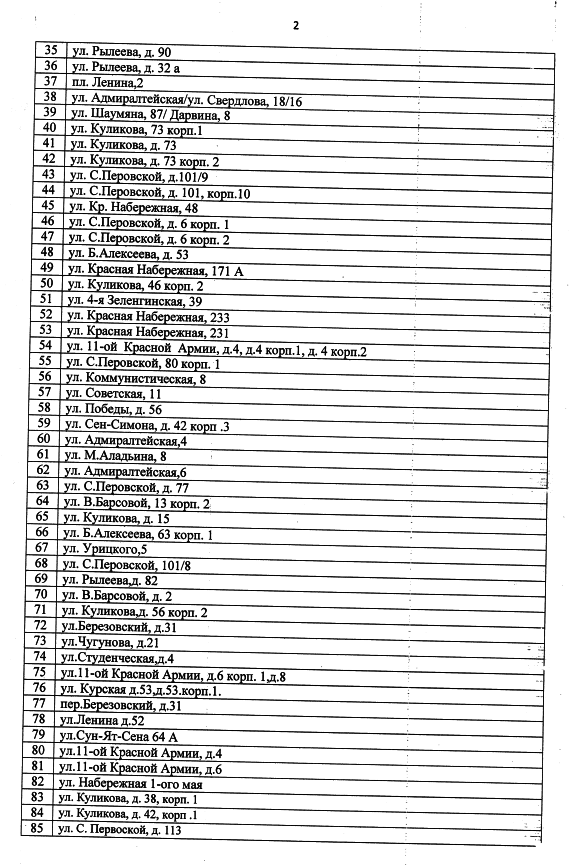 2
35 ул. Рылеева, д. 90
36 ул. Рылеева, д. 32 а
37 пл. Ленина,2
38 ул. Адмиралтейская/ул. Свердлова, 18/16
39 ул. Шаумяна, 87/ Дарвина, 8
40 ул. Куликова, 73 корп.1
41 ул. Куликова, д. 73
42 ул. Куликова, д. 73 корп. 2
43 ул. С.Перовской, д.101/9
44 ул. С.Перовской, д. 101, корп.10
45 ул. Кр. Набережная, 48
46 ул. С.Перовской, д. 6 корп. 1
47 ул. С.Перовской, д. 6 корп. 2
48 ул. Б.Алексеева, д. 53
49 ул. Красная Набережная, 171 А
50 ул. Куликова, 46 корп. 2
51 ул. 4-я Зеленгинская, 39
52 ул. Красная Набережная, 233
53 ул. Красная Набережная, 231
54 ул. 11-ой Красной Армии, д.4, д.4 корп.1, д. 4 корп.2
55 ул. С.Перовской, 80 корп. 1
56 ул. Коммунистическая, 8
57 ул. Советская, 11
58 ул. Победы, д. 56
59 ул. Сен-Симона, д. 42 корп .3
60 ул. Адмиралтейская,4
61 ул. М.Аладьина, 8
62 ул. Адмиралтейская,6
63 ул. С.Перовской, д. 77
64 ул. В.Барсовой, 13 корп. 2
65 ул. Куликова, д. 15
66 ул. Б.Алексеева, 63 корп. 1
67 ул. Урицкого,5
68 ул. С.Перовской, 101/8
69 ул. Рылеева,д. 82
70 ул. В.Барсовой, д. 2
71 ул. Куликова,д. 56 корп. 2
72 ул.Березовский, д.31
73 ул.Чугунова, д.21
74 ул.Студенческая,д.4
75 ул.11-ой Красной Армии, д.6 корп. 1,д.8
76 ул. Курская д.53,д.53.корп.1.
77 пер.Березовский, д.31
78 ул.Ленина д.52
79 ул.Сун-Ят-Сена 64 А
80 ул.11-ой Красной Армии, д.4
81 ул.11-ой Красной Армии, д.6
82 ул. Набережная 1-ого мая
83 ул. Куликова, д. 38, корп. 1
84 ул. Куликова, д. 42, корп .1
85 ул. С. Первоской, д. 113